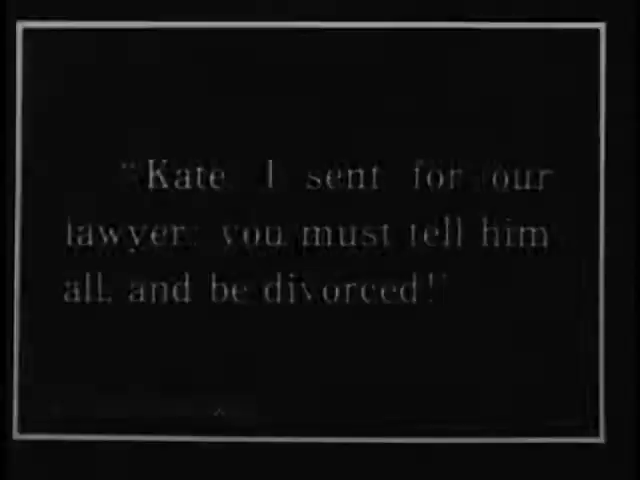 "Kate I sent for our
lawyer; you must tell him
all, and be divorced!"